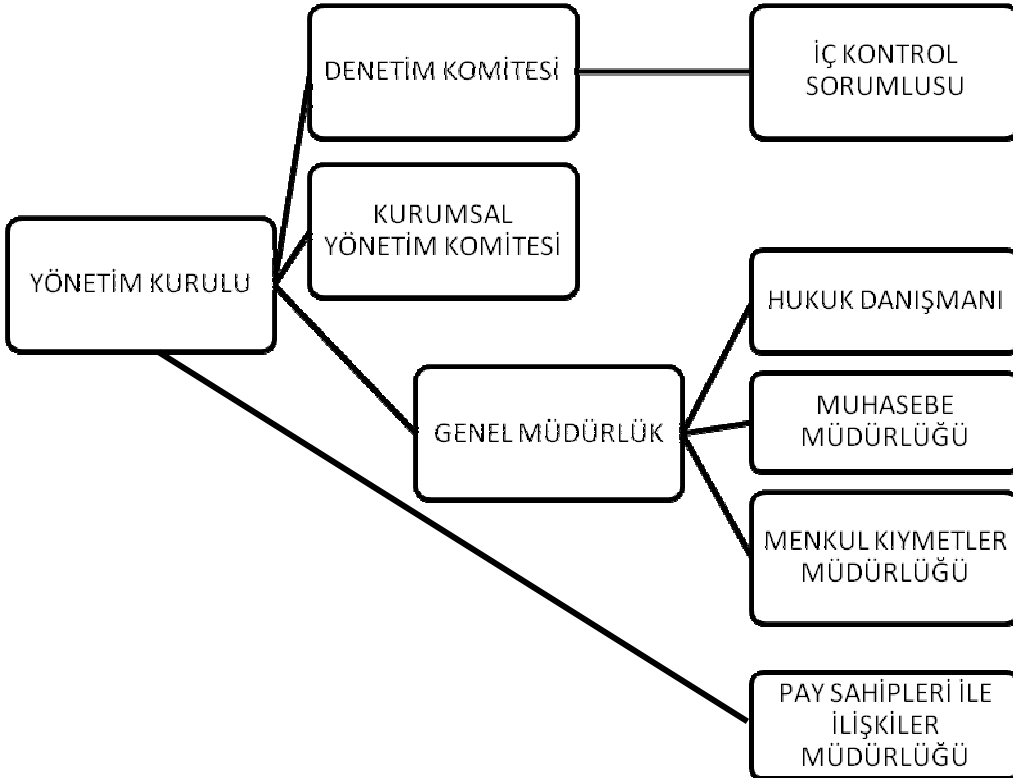 DENETİM KOMİTESİ
İÇ KONTROL
SORUMLUSU
KURUMSAL
YÖNETİM KOMİTESİ
YÖNETİM KURULU
HUKUK DANIŞMANI
GENEL MÜDÜRLÜK
MUHASEBE
MÜDÜRLÜĞÜ
MENKUL KIYMETLER
MÜDÜRLÜĞÜ
PAY SAHİPLERİ İLE
İLİŞKİLER
MÜDÜRLÜĞÜ